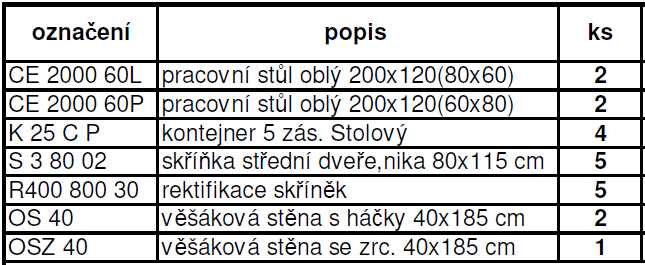 označení popis ks
CE 2000 60L pracovní stůl oblý 200x120(80x60) 2
CE 2000 60P pracovní stůl oblý 200x120(60x80) 2
K 25 C P kontejner 5 zás. Stolový 4
S 3 80 02 skříňka střední dveře,nika 80x115 cm 5
R400 800 30 rektifikace skříněk 5
OS 40 věšáková stěna s háčky 40x185 cm 2
OSZ 40 věšáková stěna se zrc. 40x185 cm 1